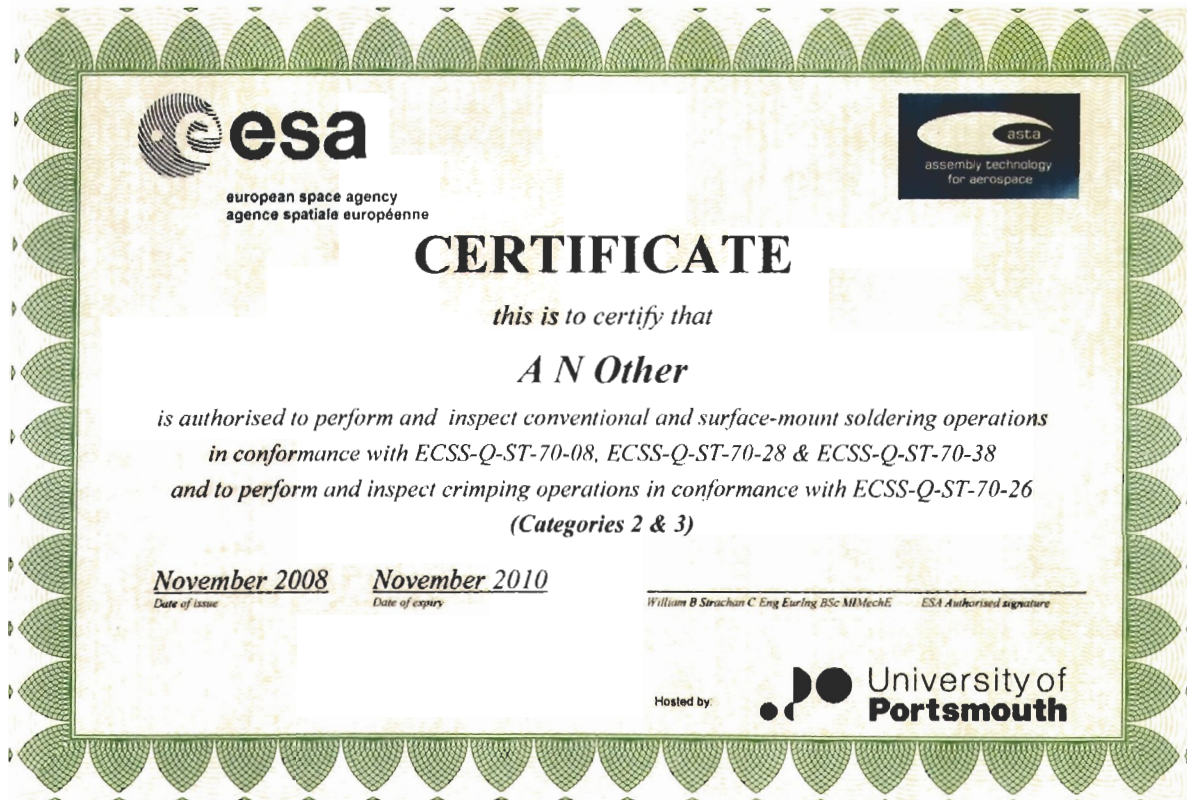 esa
european space agency
agence spatiale européenne
asta
assembly technology
for aerospace
CERTIFICATE
this is to certify that
A N Other
is authorised to perform and inspect conventional and surface-mount soldering operations
in conformance with ECSS-Q-ST-70-08, ECSS-Q-ST-70-28 & ECSS-Q-ST-70-38
and to perform and inspect crimping operations in conformance with ECSS-Q-ST-70-26
(Categories 2 & 3)
November 2008 November 2010
Date of issue Date of expiry
William B Strachan C Eng EurIng BSc MIMechE ESA Authorised signature
Hosted by:
University of
Portsmouth